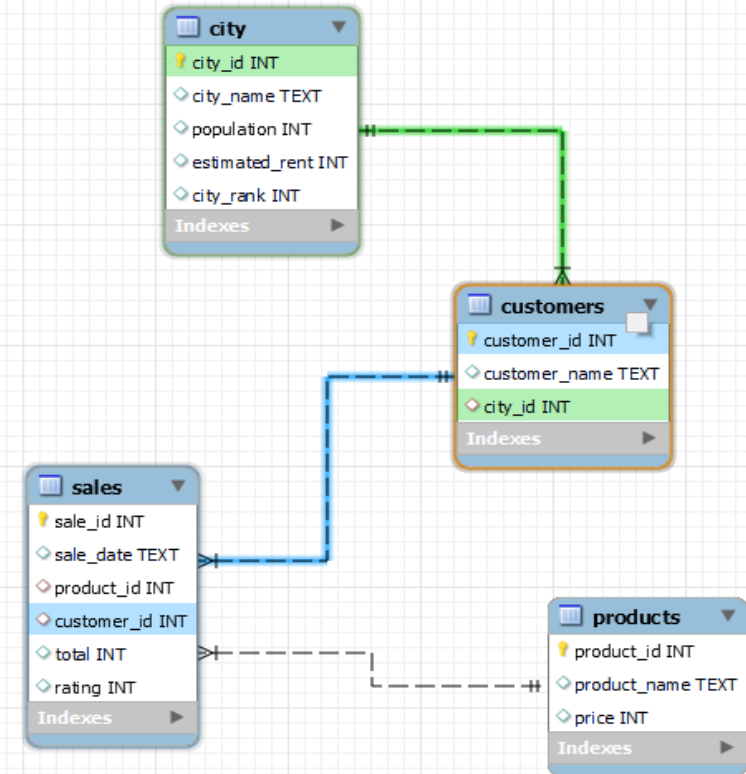 city
city_id INT
city_name TEXT
population INT
estimated_rent INT
city_rank INT
Indexes
customers
customer_id INT
customer_name TEXT
city_id INT
Indexes
sales
sale_id INT
sale_date TEXT
product_id INT
customer_id INT
total INT
rating INT
Indexes
products
product_id INT
product_name TEXT
price INT
Indexes